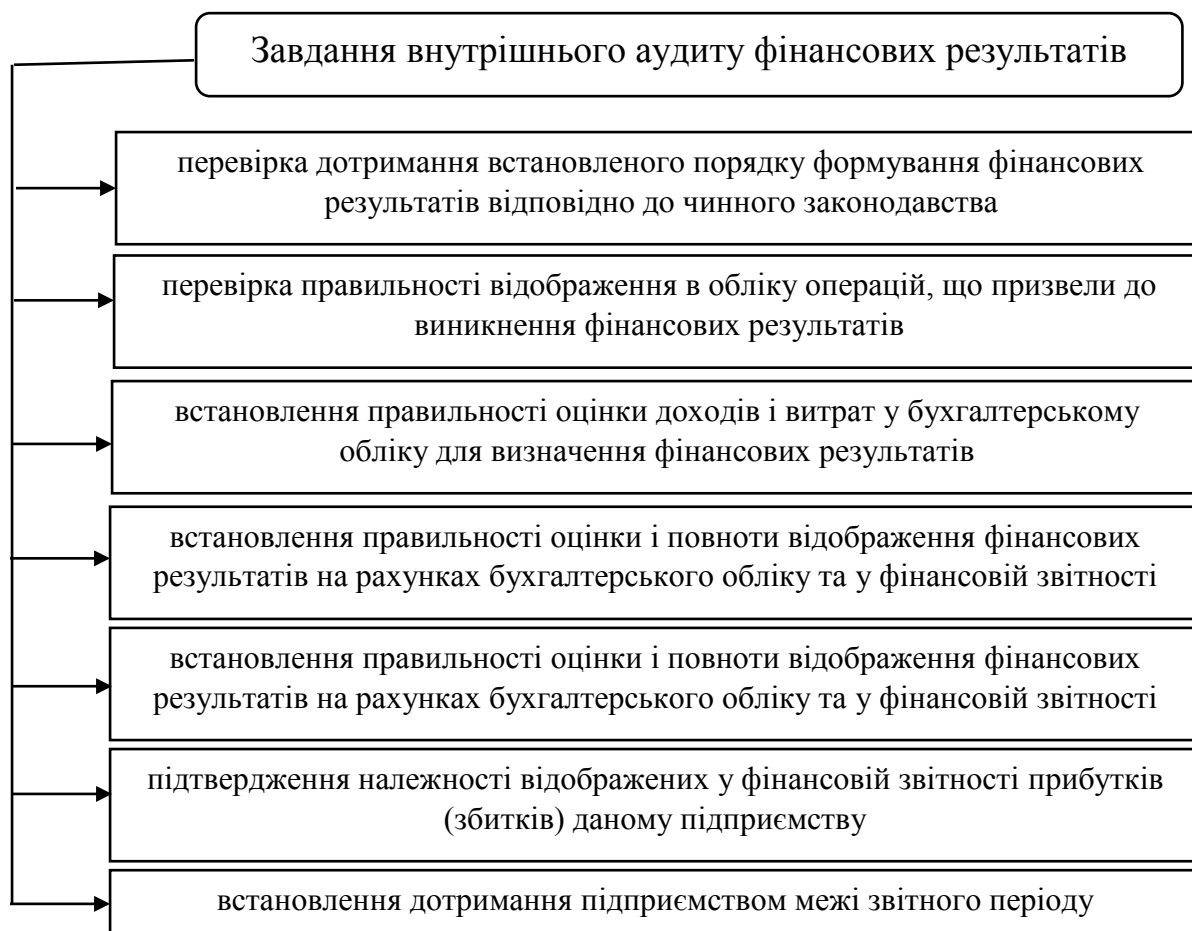 Завдання внутрішнього аудиту фінансових результатів
перевірка дотримання встановленого порядку формування фінансових
результатів відповідно до чинного законодавства
перевірка правильності відображення в обліку операцій, що призвели до
виникнення фінансових результатів
встановлення правильності оцінки доходів і витрат у бухгалтерському
обліку для визначення фінансових результатів
встановлення правильності оцінки і повноти відображення фінансових
результатів на рахунках бухгалтерського обліку та у фінансовій звітності
встановлення правильності оцінки і повноти відображення фінансових
результатів на рахунках бухгалтерського обліку та у фінансовій звітності
підтвердження належності відображених у фінансовій звітності прибутків
(збитків) даному підприємству
встановлення дотримання підприємством межі звітного періоду